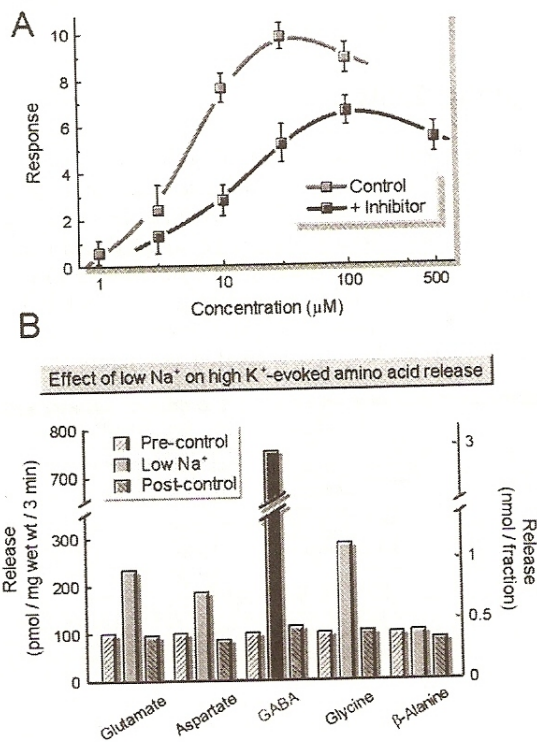 A
Response
10
8
6
4
2
0
1
10
100
500
Control
+ Inhibitor
Concentration (µM)
B
Effect of low Na⁺ on high K⁺-evoked amino acid release
Release
(pmol / mg wet wt / 3 min)
800
700
300
200
100
0
Pre-control
Low Na⁺
Post-control
3
1
0.5
0
Release
(nmol / fraction)
Glutamate
Aspartate
GABA
Glycine
β-Alanine